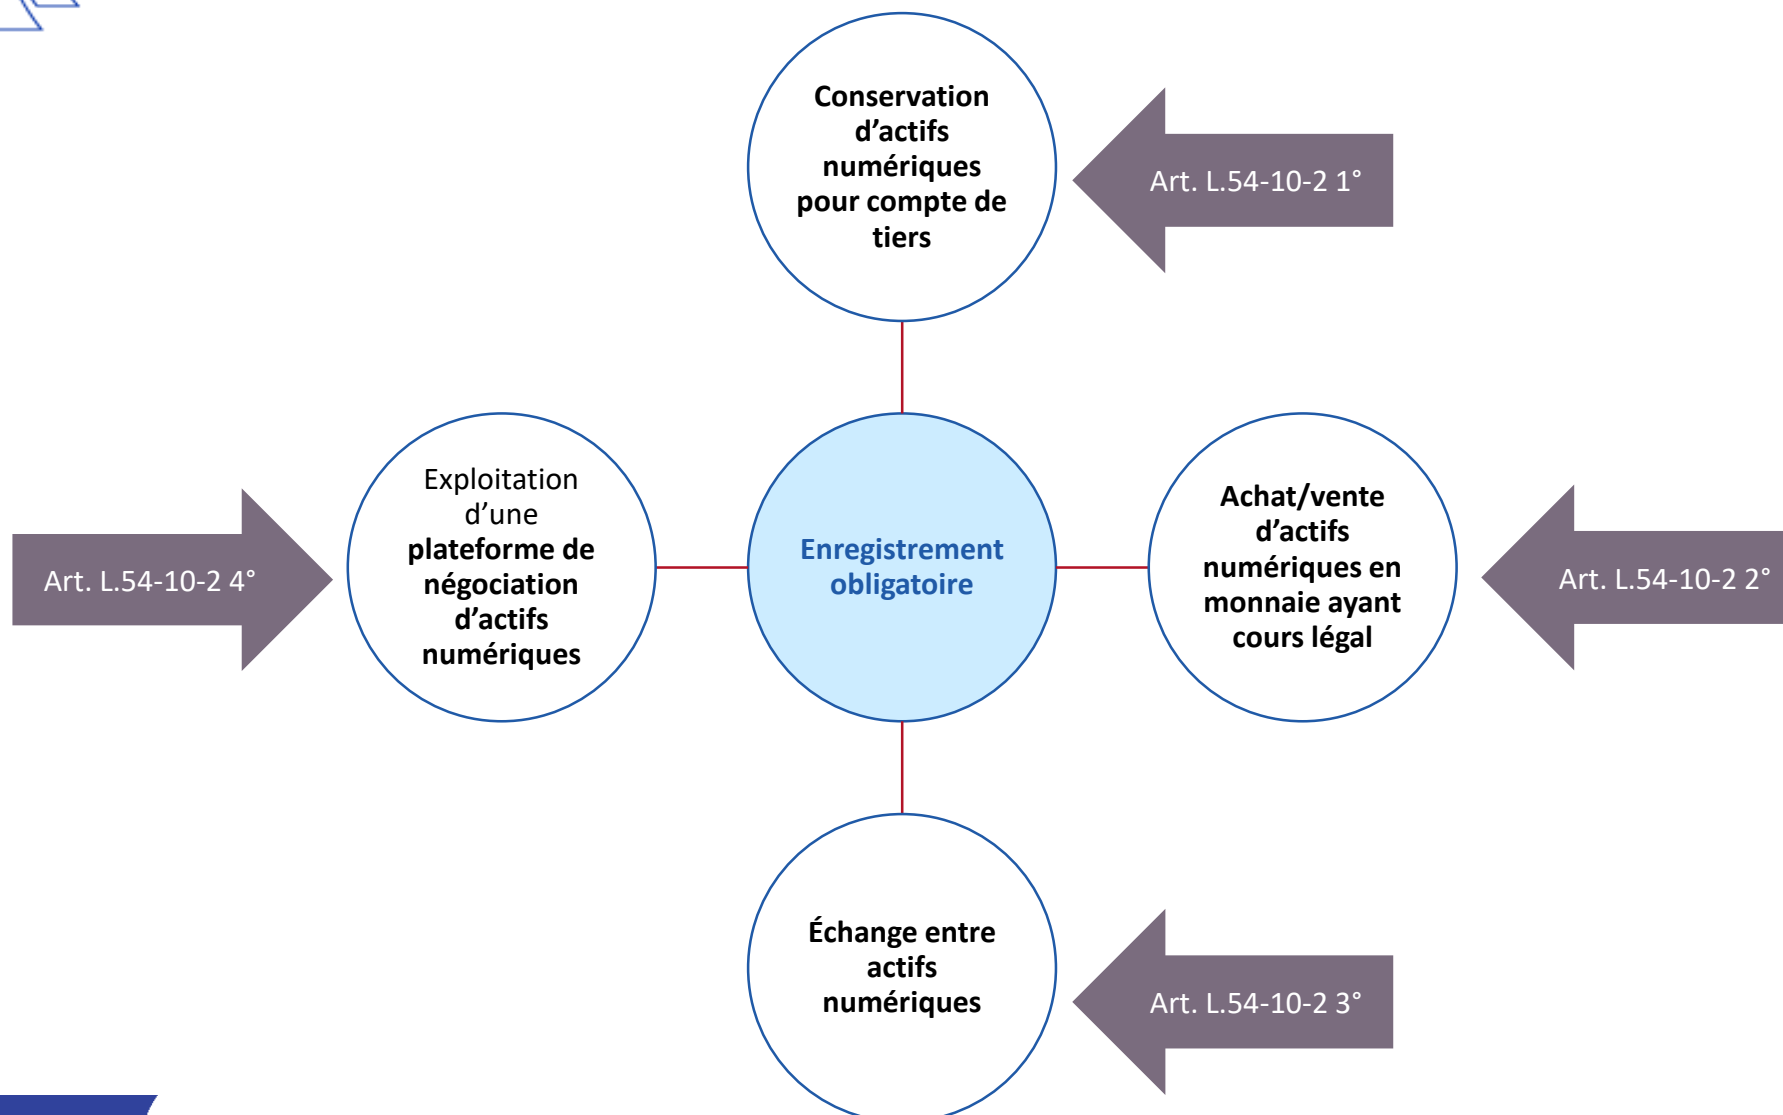 Conservation
d’actifs
numériques
pour compte de
tiers
Art. L.54-10-2 1°
Exploitation
d’une
plateforme de
négociation
d’actifs
numériques
Art. L.54-10-2 4°
Enregistrement
obligatoire
Achat/vente
d’actifs
numériques en
monnaie ayant
cours légal
Art. L.54-10-2 2°
Échange entre
actifs
numériques
Art. L.54-10-2 3°